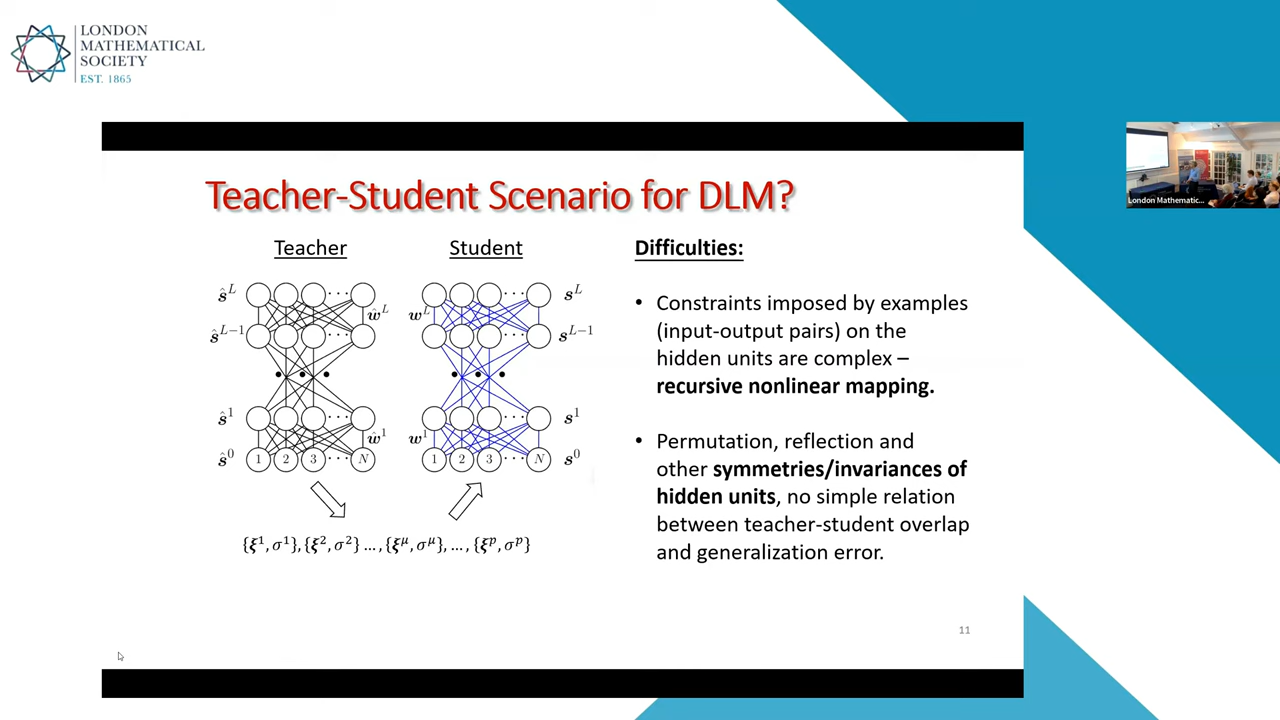 LONDON
MATHEMATICAL
SOCIETY
EST. 1865
London Mathematic...
Teacher-Student Scenario for DLM?
Teacher
Student
ŝ^L
ŵ^L
ŝ^{L−1}
ŝ^1
ŵ^1
ŝ^0
1 2 3 ··· N
w^L
s^L
s^{L−1}
w^1
s^1
s^0
1 2 3 ··· N
{ξ^1, σ^1}, {ξ^2, σ^2} ..., {ξ^μ, σ^μ}, ..., {ξ^p, σ^p}
Difficulties:
• Constraints imposed by examples
(input-output pairs) on the
hidden units are complex –
recursive nonlinear mapping.
• Permutation, reflection and
other symmetries/invariances of
hidden units, no simple relation
between teacher-student overlap
and generalization error.
11